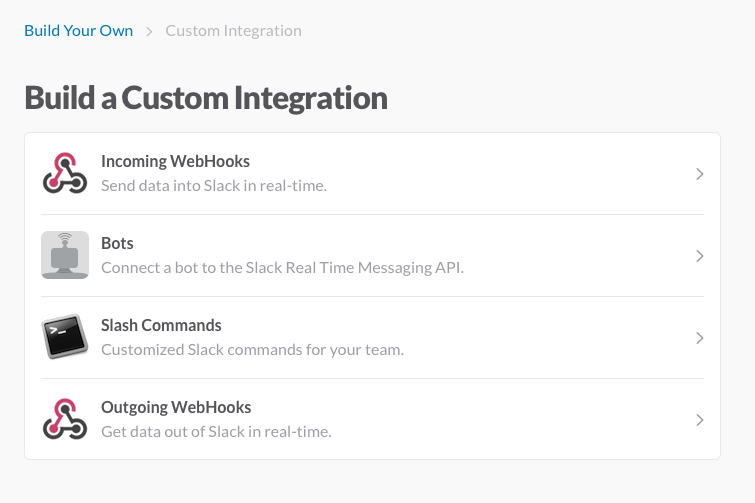 Build Your Own > Custom Integration
Build a Custom Integration
Incoming WebHooks
Send data into Slack in real-time.
Bots
Connect a bot to the Slack Real Time Messaging API.
>_
Slash Commands
Customized Slack commands for your team.
Outgoing WebHooks
Get data out of Slack in real-time.